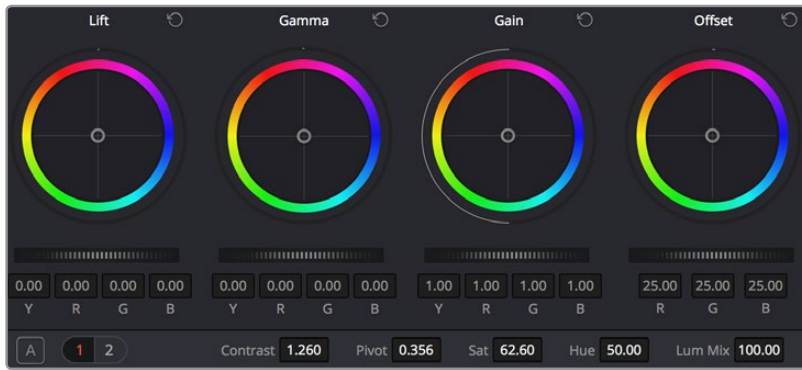 Lift Gamma Gain Offset
0.00 0.00 0.00 0.00 0.00 0.00 0.00 0.00 1.00 1.00 1.00 1.00 25.00 25.00 25.00
Y R G B Y R G B Y R G B R G B
A 1 2 Contrast 1.260 Pivot 0.356 Sat 62.60 Hue 50.00 Lum Mix 100.00